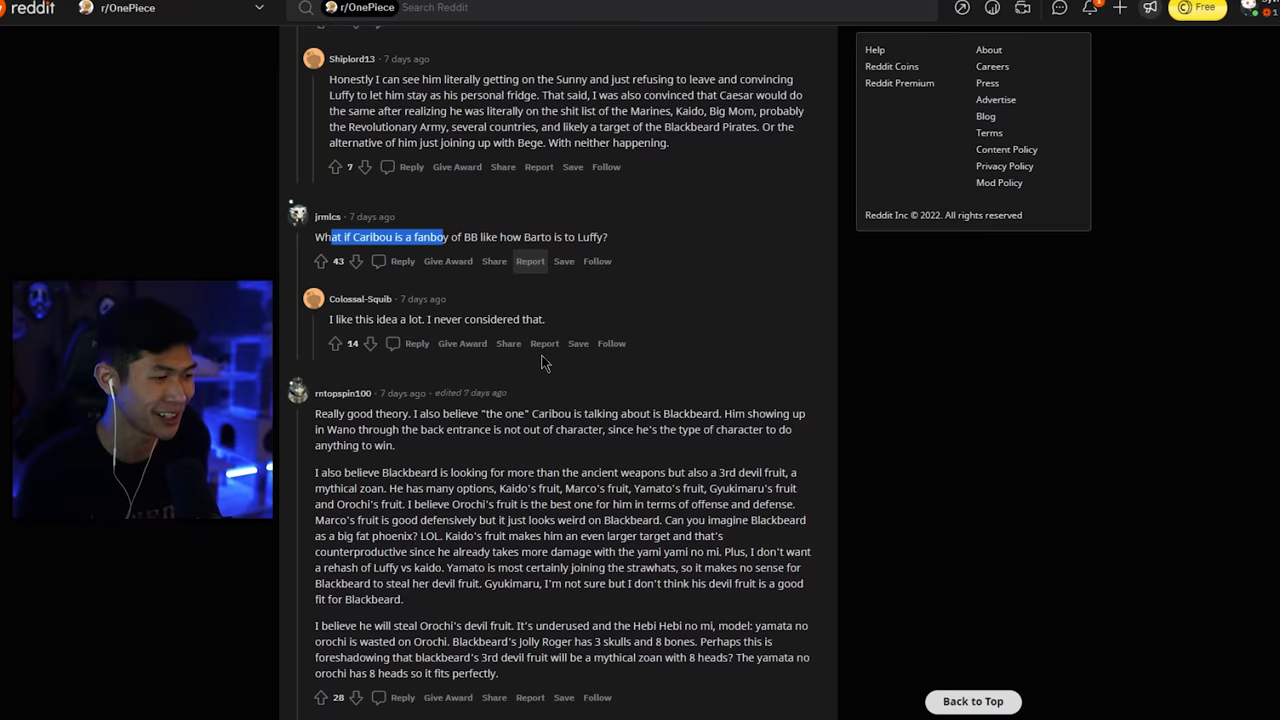 reddit
r/OnePiece
r/OnePiece
Search Reddit
Free
Shiplord13 · 7 days ago
Honestly I can see him literally getting on the Sunny and just refusing to leave and convincing
Luffy to let him stay as his personal fridge. That said, I was also convinced that Caesar would do
the same after realizing he was literally on the shit list of the Marines, Kaido, Big Mom, probably
the Revolutionary Army, several countries, and likely a target of the Blackbeard Pirates. Or the
alternative of him just joining up with Bege. With neither happening.
7 Reply Give Award Share Report Save Follow
jrmlcs · 7 days ago
What if Caribou is a fanboy of BB like how Barto is to Luffy?
43 Reply Give Award Share Report Save Follow
Colossal-Squib · 7 days ago
I like this idea a lot. I never considered that.
14 Reply Give Award Share Report Save Follow
rntopspin100 · 7 days ago · edited 7 days ago
Really good theory. I also believe "the one" Caribou is talking about is Blackbeard. Him showing up
in Wano through the back entrance is not out of character, since he's the type of character to do
anything to win.
I also believe Blackbeard is looking for more than the ancient weapons but also a 3rd devil fruit, a
mythical zoan. He has many options, Kaido's fruit, Marco's fruit, Yamato's fruit, Gyukimaru's fruit
and Orochi's fruit. I believe Orochi's fruit is the best one for him in terms of offense and defense.
Marco's fruit is good defensively but it just looks weird on Blackbeard. Can you imagine Blackbeard
as a big fat phoenix? LOL. Kaido's fruit makes him an even larger target and that's
counterproductive since he already takes more damage with the yami yami no mi. Plus, I don't want
a rehash of Luffy vs kaido. Yamato is most certainly joining the strawhats, so it makes no sense for
Blackbeard to steal her devil fruit. Gyukimaru, I'm not sure but I don't think his devil fruit is a good
fit for Blackbeard.
I believe he will steal Orochi's devil fruit. It's underused and the Hebi Hebi no mi, model: yamata no
orochi is wasted on Orochi. Blackbeard's Jolly Roger has 3 skulls and 8 bones. Perhaps this is
foreshadowing that blackbeard's 3rd devil fruit will be a mythical zoan with 8 heads? The yamata no
orochi has 8 heads so it fits perfectly.
28 Reply Give Award Share Report Save Follow
Help
Reddit Coins
Reddit Premium
About
Careers
Press
Advertise
Blog
Terms
Content Policy
Privacy Policy
Mod Policy
Reddit Inc © 2022. All rights reserved
Back to Top